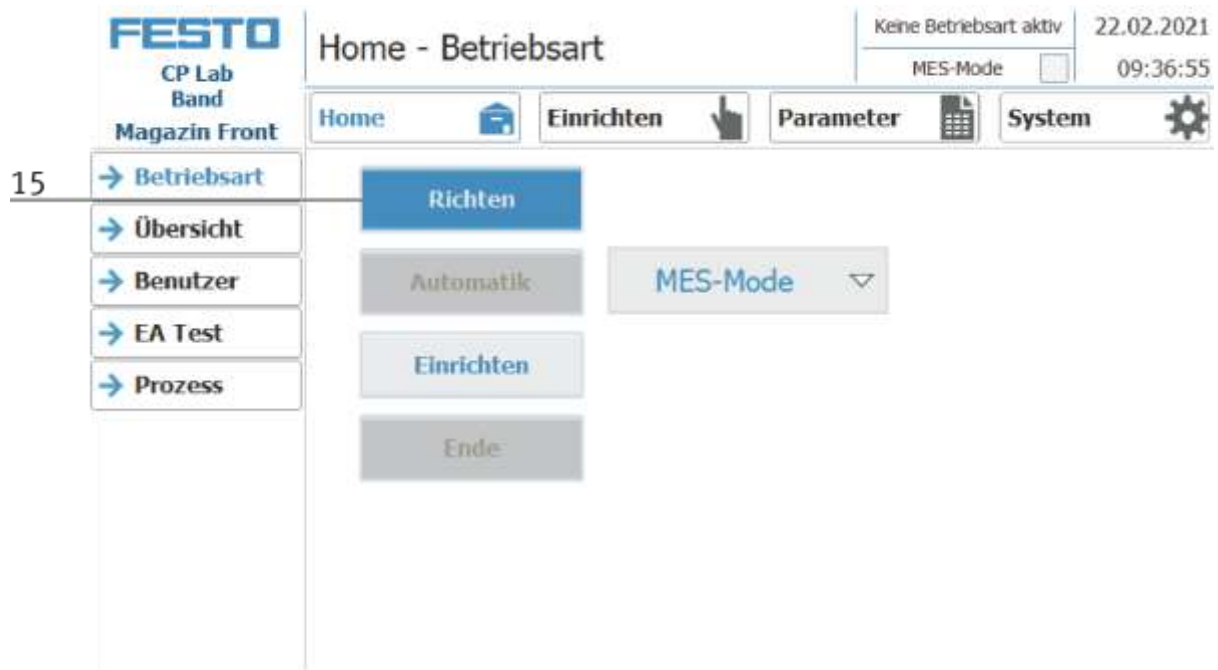 FESTO
CP Lab
Band
Magazin Front
Home - Betriebsart
Keine Betriebsart aktiv
MES-Mode
22.02.2021
09:36:55
Home
Einrichten
Parameter
System
15
Betriebsart
Übersicht
Benutzer
EA Test
Prozess
Richten
Automatik
MES-Mode
Einrichten
Ende